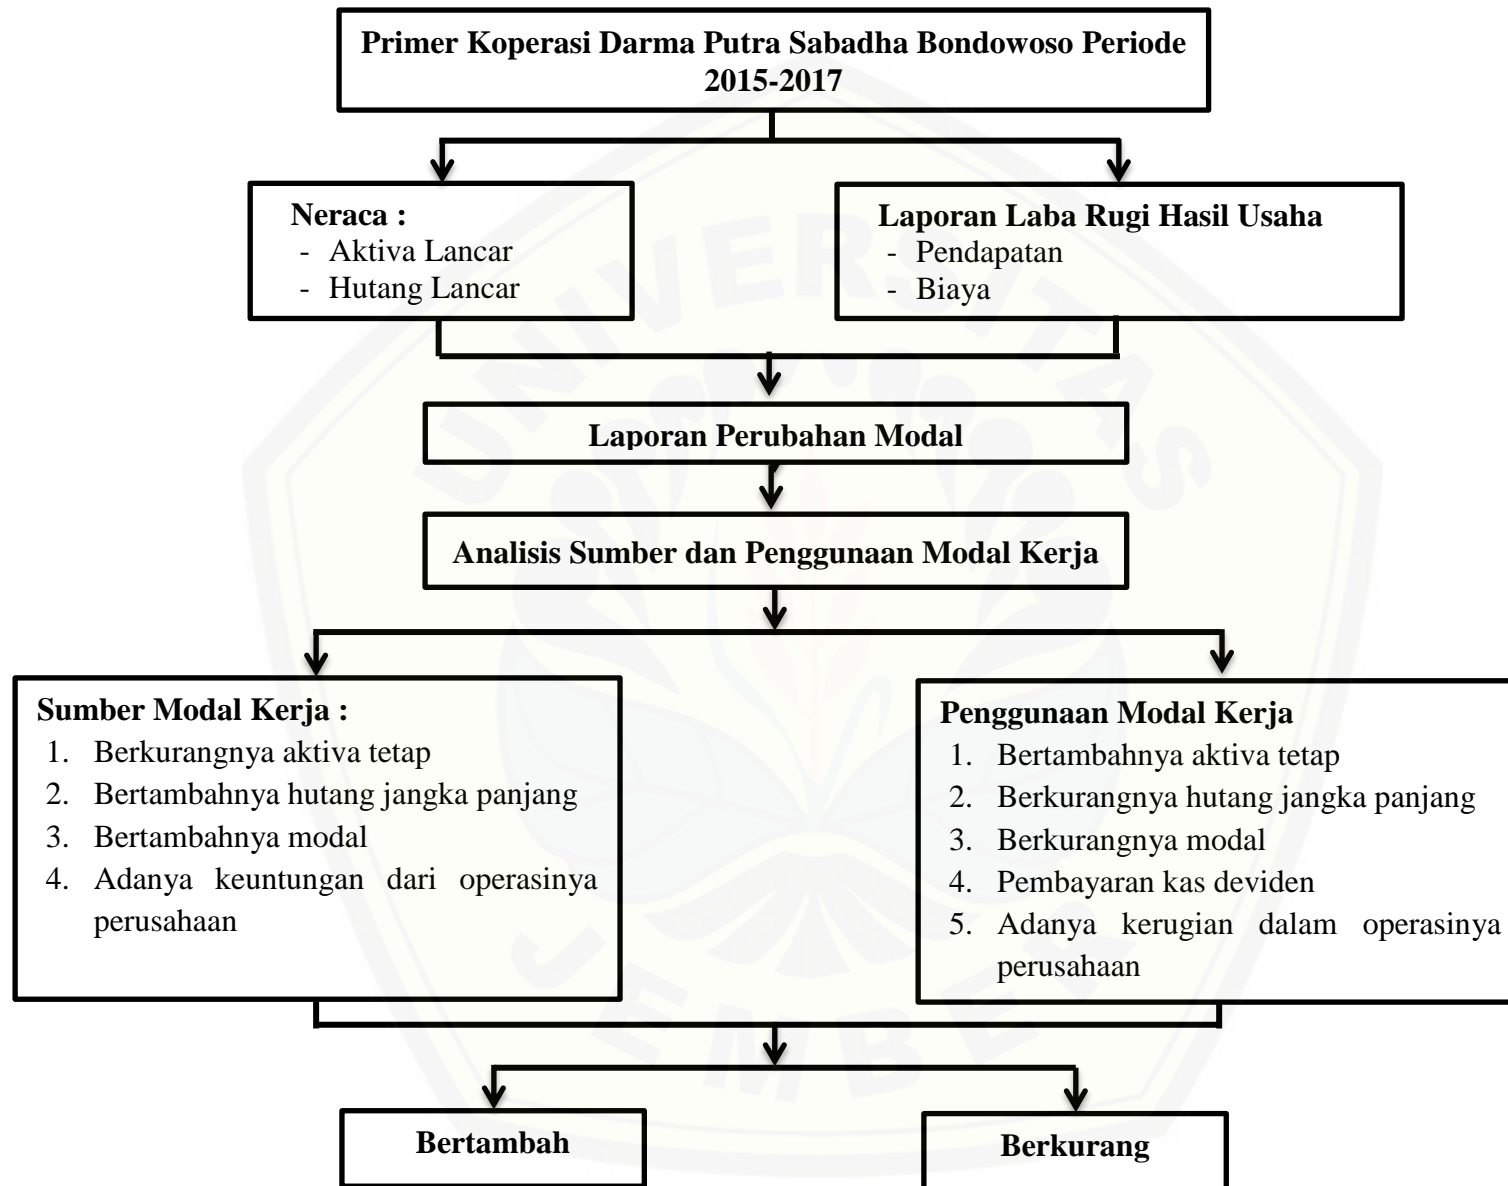 Primer Koperasi Darma Putra Sabadha Bondowoso Periode
2015-2017
Neraca :
- Aktiva Lancar
- Hutang Lancar
Laporan Laba Rugi Hasil Usaha
- Pendapatan
- Biaya
Laporan Perubahan Modal
Analisis Sumber dan Penggunaan Modal Kerja
Sumber Modal Kerja :
1. Berkurangnya aktiva tetap
2. Bertambahnya hutang jangka panjang
3. Bertambahnya modal
4. Adanya keuntungan dari operasinya
perusahaan
Penggunaan Modal Kerja
1. Bertambahnya aktiva tetap
2. Berkurangnya hutang jangka panjang
3. Berkurangnya modal
4. Pembayaran kas deviden
5. Adanya kerugian dalam operasinya
perusahaan
Bertambah
Berkurang
UNIVERSITAS
JEMBER